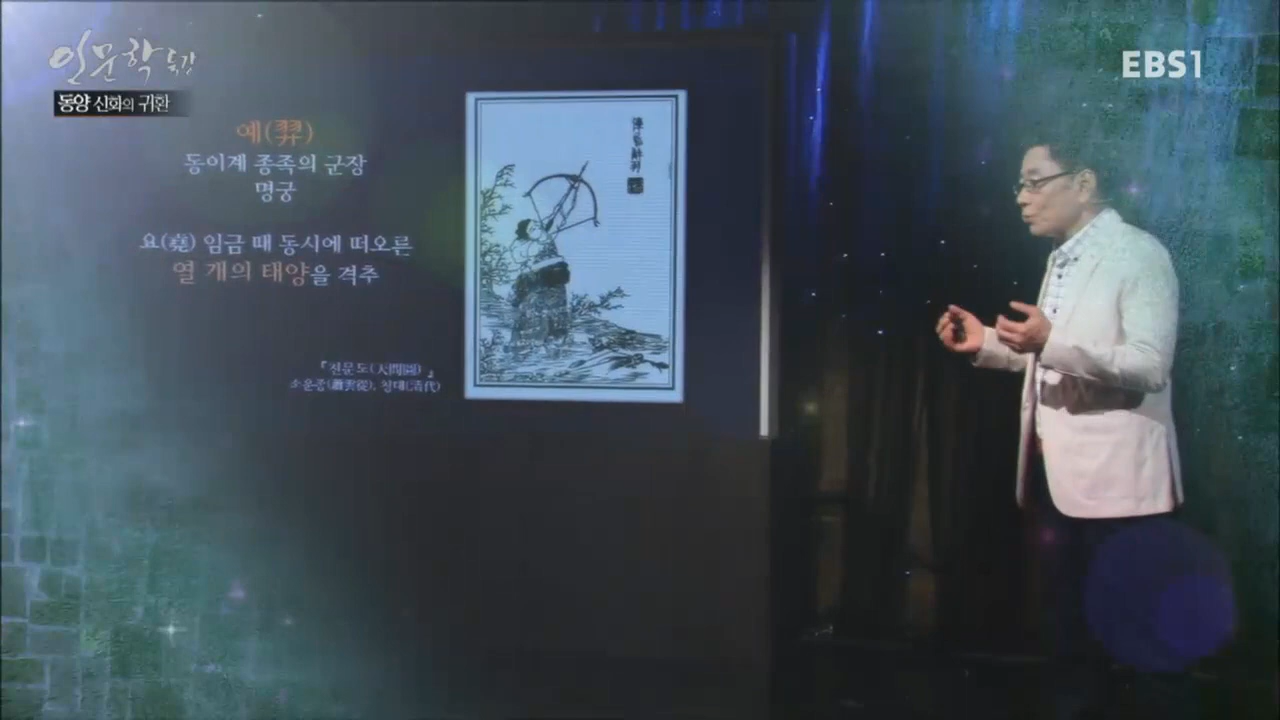 인문학 특강
동양 신화의 귀환
EBS1
예(羿)
동이계 종족의 군장
명궁
요(堯) 임금 때 동시에 떠오른
열 개의 태양을 격추
『천문도(天問圖)』
소운종(蕭雲從), 청대(清代)